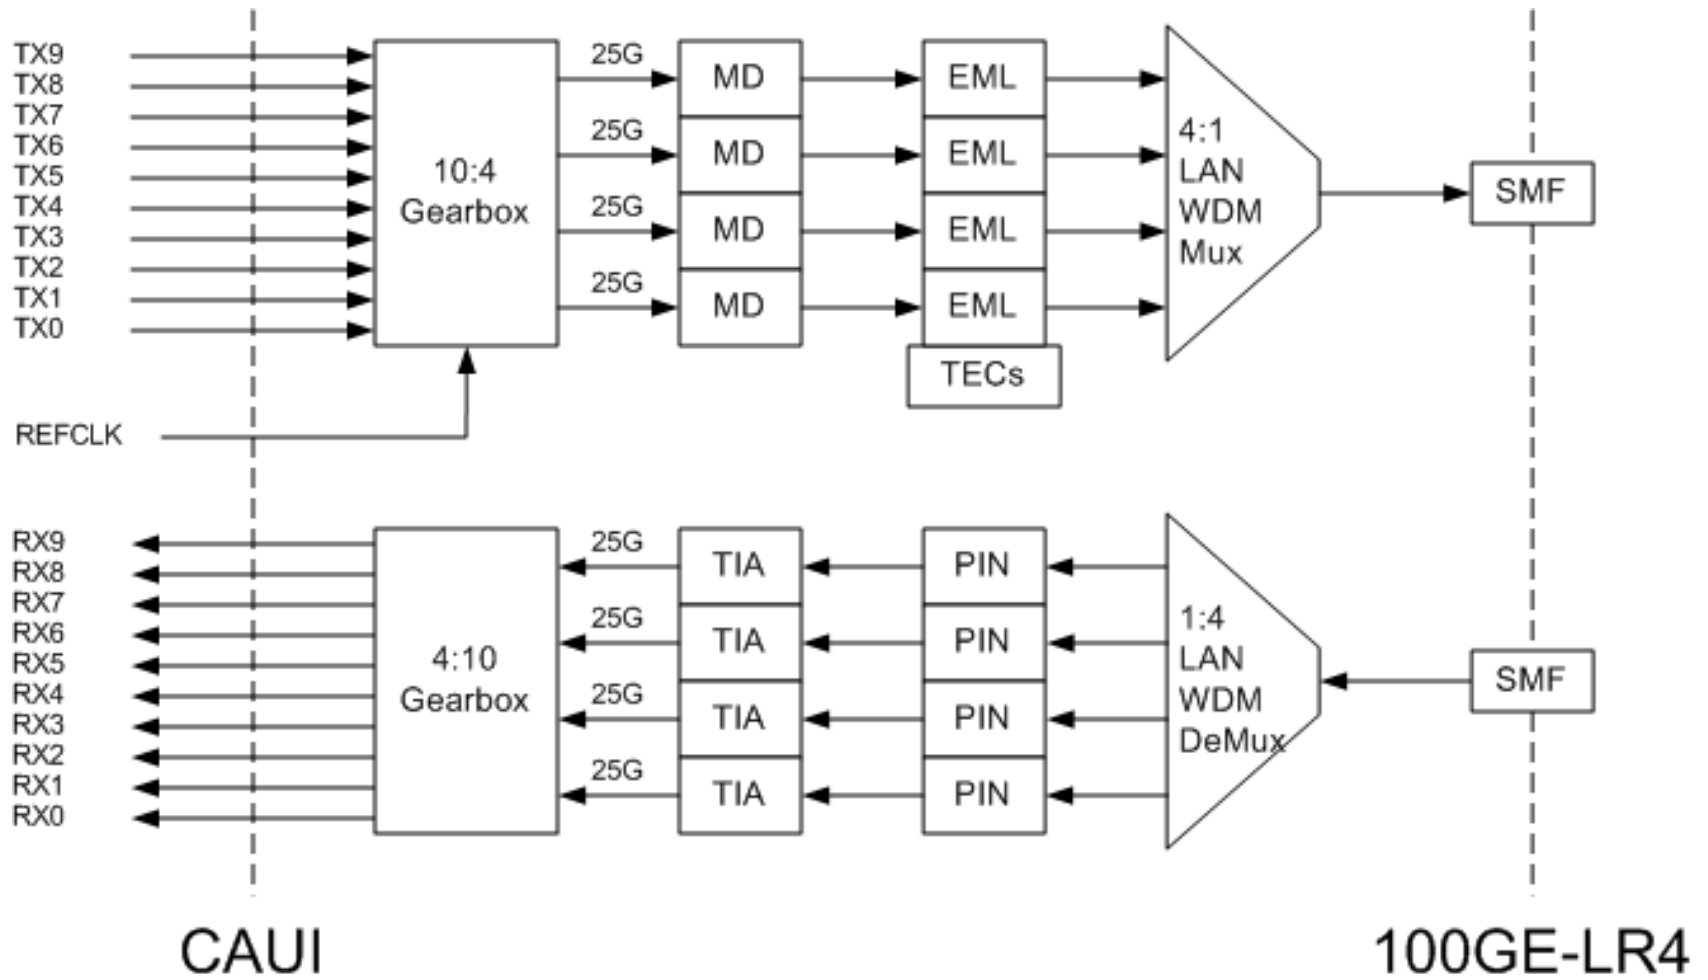 TX9
TX8
TX7
TX6
TX5
TX4
TX3
TX2
TX1
TX0
REFCLK
10:4
Gearbox
25G
25G
25G
25G
MD
MD
MD
MD
EML
EML
EML
EML
TECs
4:1
LAN
WDM
Mux
SMF
RX9
RX8
RX7
RX6
RX5
RX4
RX3
RX2
RX1
RX0
4:10
Gearbox
25G
25G
25G
25G
TIA
TIA
TIA
TIA
PIN
PIN
PIN
PIN
1:4
LAN
WDM
DeMux
SMF
CAUI
100GE-LR4